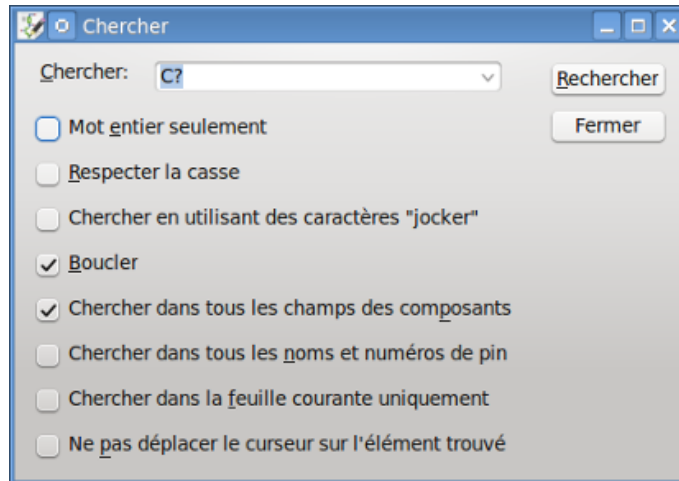 Chercher
Chercher: C? Rechercher
Mot entier seulement Fermer
Respecter la casse
Chercher en utilisant des caractères "jocker"
Boucler
Chercher dans tous les champs des composants
Chercher dans tous les noms et numéros de pin
Chercher dans la feuille courante uniquement
Ne pas déplacer le curseur sur l'élément trouvé